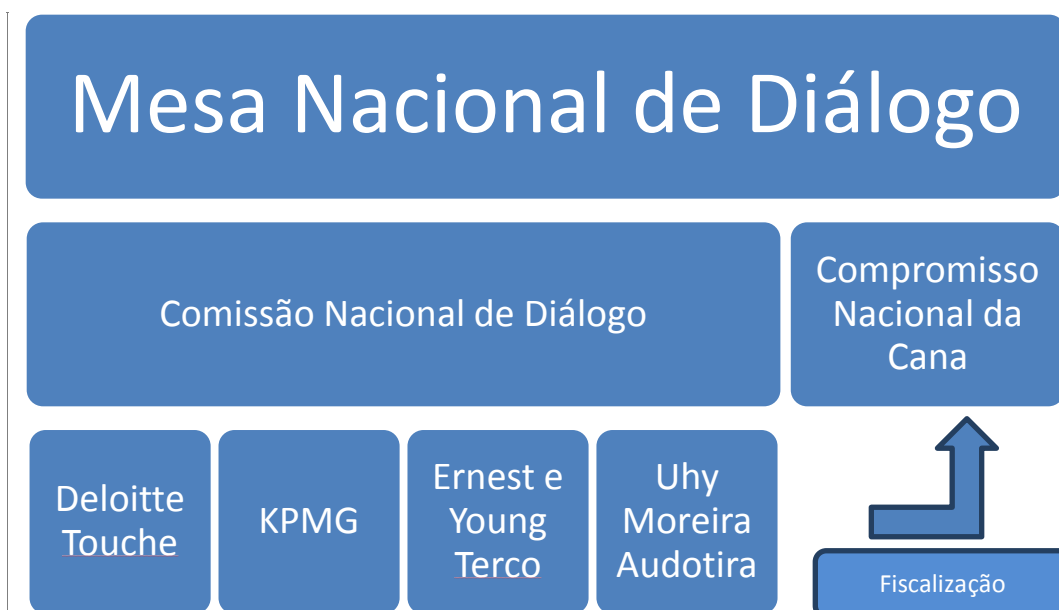 Mesa Nacional de Diálogo
Comissão Nacional de Diálogo
Compromisso
Nacional da
Cana
Deloitte
Touche
KPMG
Ernest e
Young
Terco
Uhy
Moreira
Audotira
Fiscalização